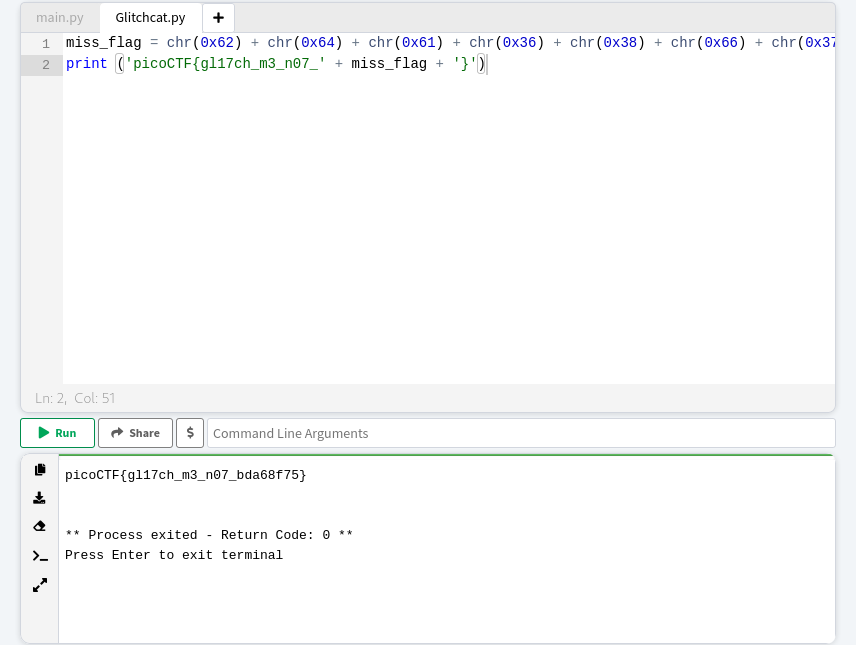 main.py Glitchcat.py +
1 miss_flag = chr(0x62) + chr(0x64) + chr(0x61) + chr(0x36) + chr(0x38) + chr(0x66) + chr(0x37
2 print ('picoCTF{gl17ch_m3_n07_' + miss_flag + '}')
Ln: 2, Col: 51
Run Share $ Command Line Arguments
picoCTF{gl17ch_m3_n07_bda68f75}
** Process exited - Return Code: 0 **
Press Enter to exit terminal